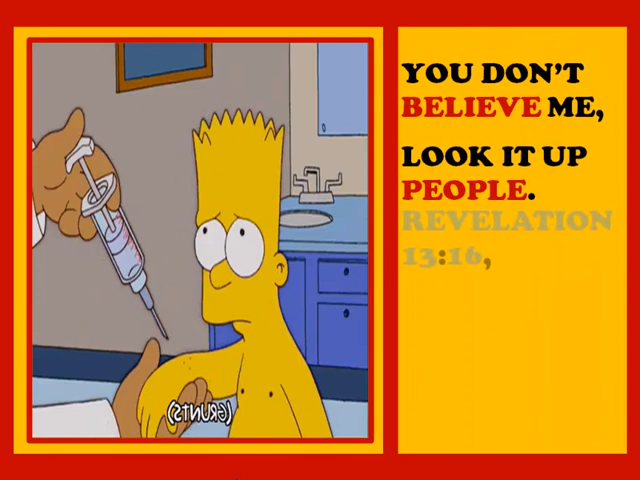 YOU DON'T
BELIEVE ME,
LOOK IT UP
PEOPLE.
REVELATION
13:16,
(GRUNTS)